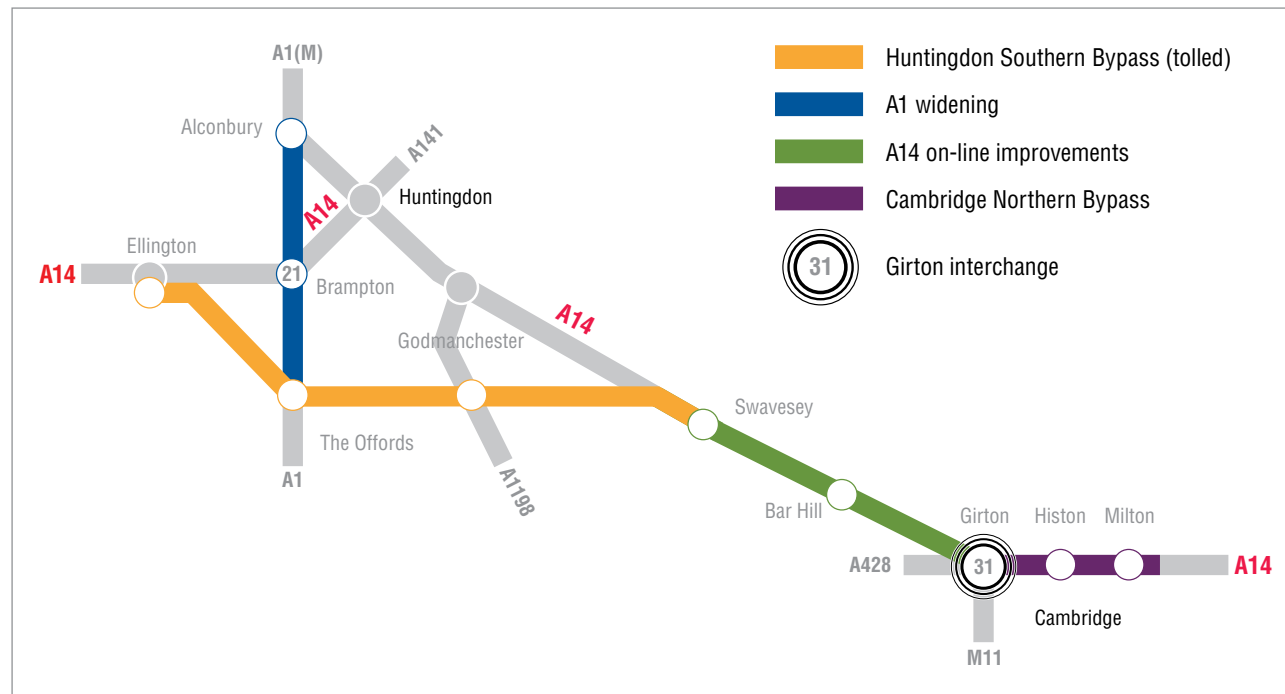 A1(M)
Huntingdon Southern Bypass (tolled)
A1 widening
Alconbury
A141
A14 on-line improvements
Huntingdon
Cambridge Northern Bypass
A14
Ellington
31
Girton interchange
A14
21
Brampton
A14
Godmanchester
Swavesey
The Offords
A1
A1198
Bar Hill
Girton
Histon
Milton
A428
31
A14
Cambridge
M11